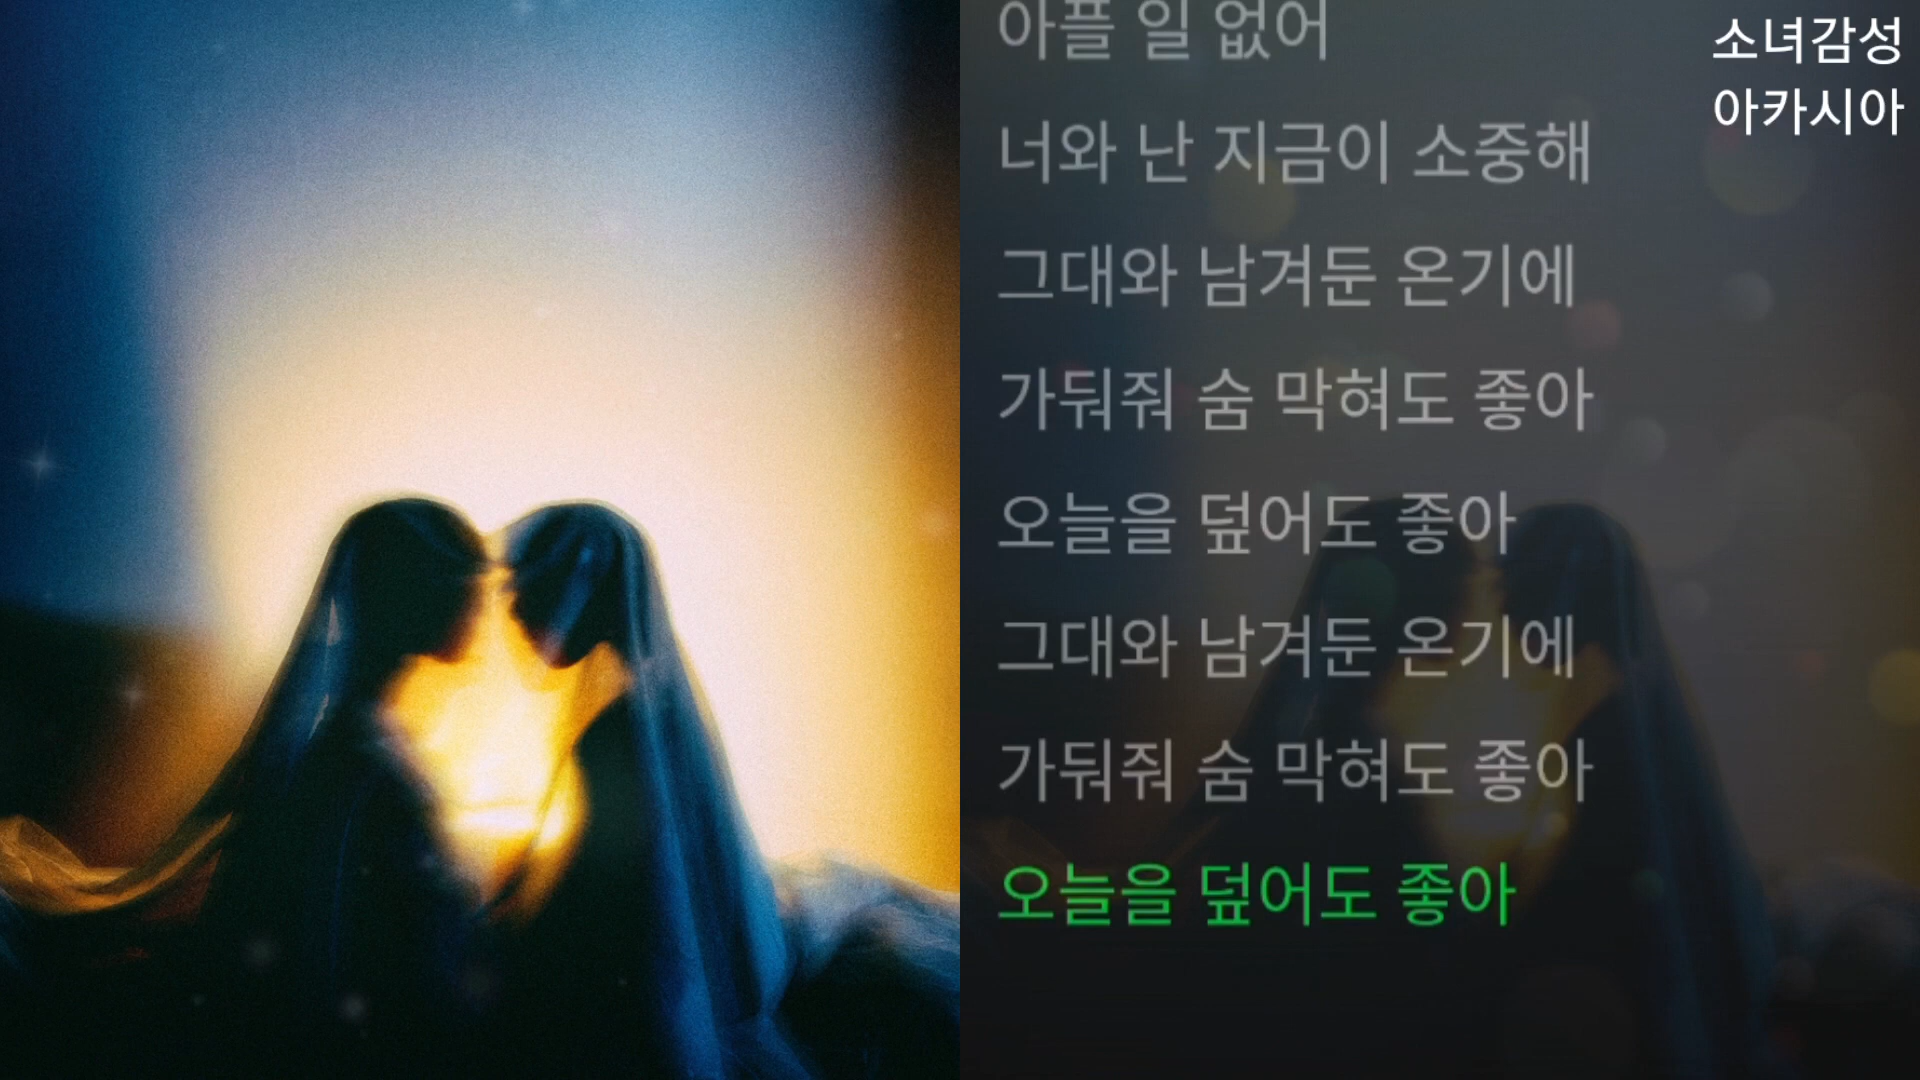 아플 일 없어
너와 난 지금이 소중해
그대와 남겨둔 온기에
가둬줘 숨 막혀도 좋아
오늘을 덮어도 좋아
그대와 남겨둔 온기에
가둬줘 숨 막혀도 좋아
오늘을 덮어도 좋아
소녀감성
아카시아